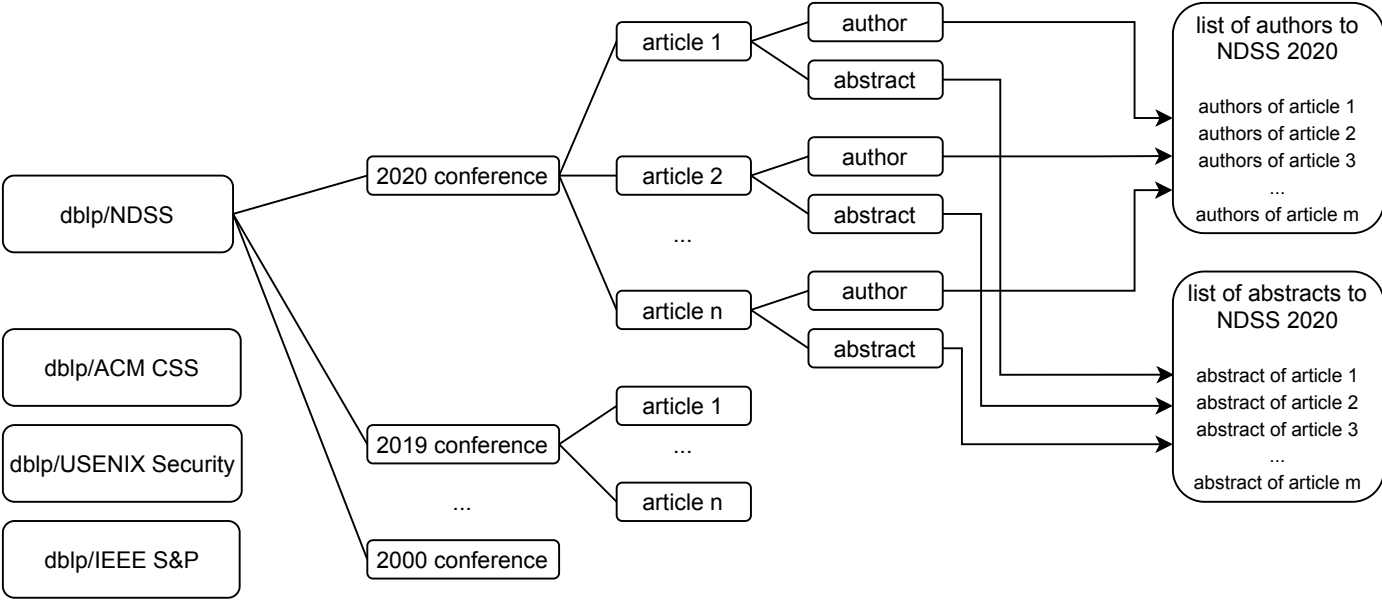 dblp/NDSS
dblp/ACM CSS
dblp/USENIX Security
dblp/IEEE S&P
2020 conference
2019 conference
...
2000 conference
article 1
article 2
...
article n
article 1
...
article n
author
abstract
author
abstract
author
abstract
list of authors to
NDSS 2020
authors of article 1
authors of article 2
authors of article 3
...
authors of article m
list of abstracts to
NDSS 2020
abstract of article 1
abstract of article 2
abstract of article 3
...
abstract of article m